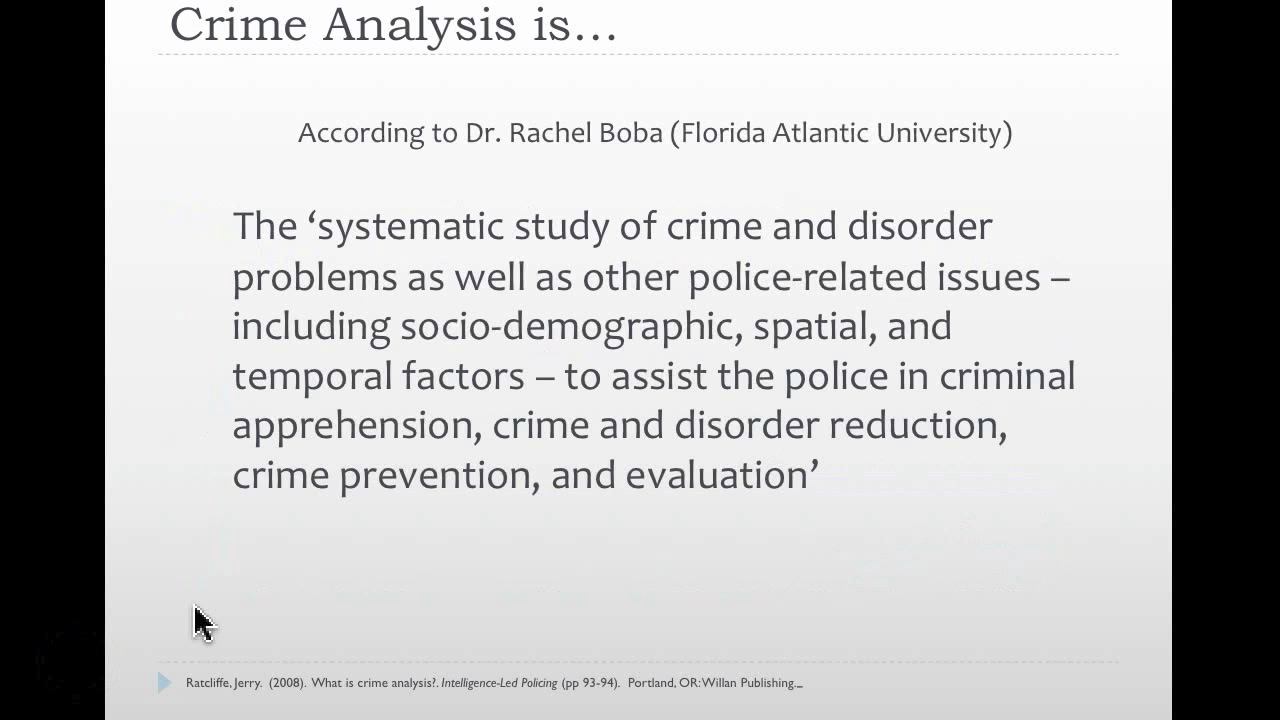 Crime Analysis is...
According to Dr. Rachel Boba (Florida Atlantic University)
The ‘systematic study of crime and disorder
problems as well as other police-related issues –
including socio-demographic, spatial, and
temporal factors – to assist the police in criminal
apprehension, crime and disorder reduction,
crime prevention, and evaluation’
Ratcliffe, Jerry. (2008). What is crime analysis?. Intelligence-Led Policing (pp 93-94). Portland, OR: Willan Publishing._